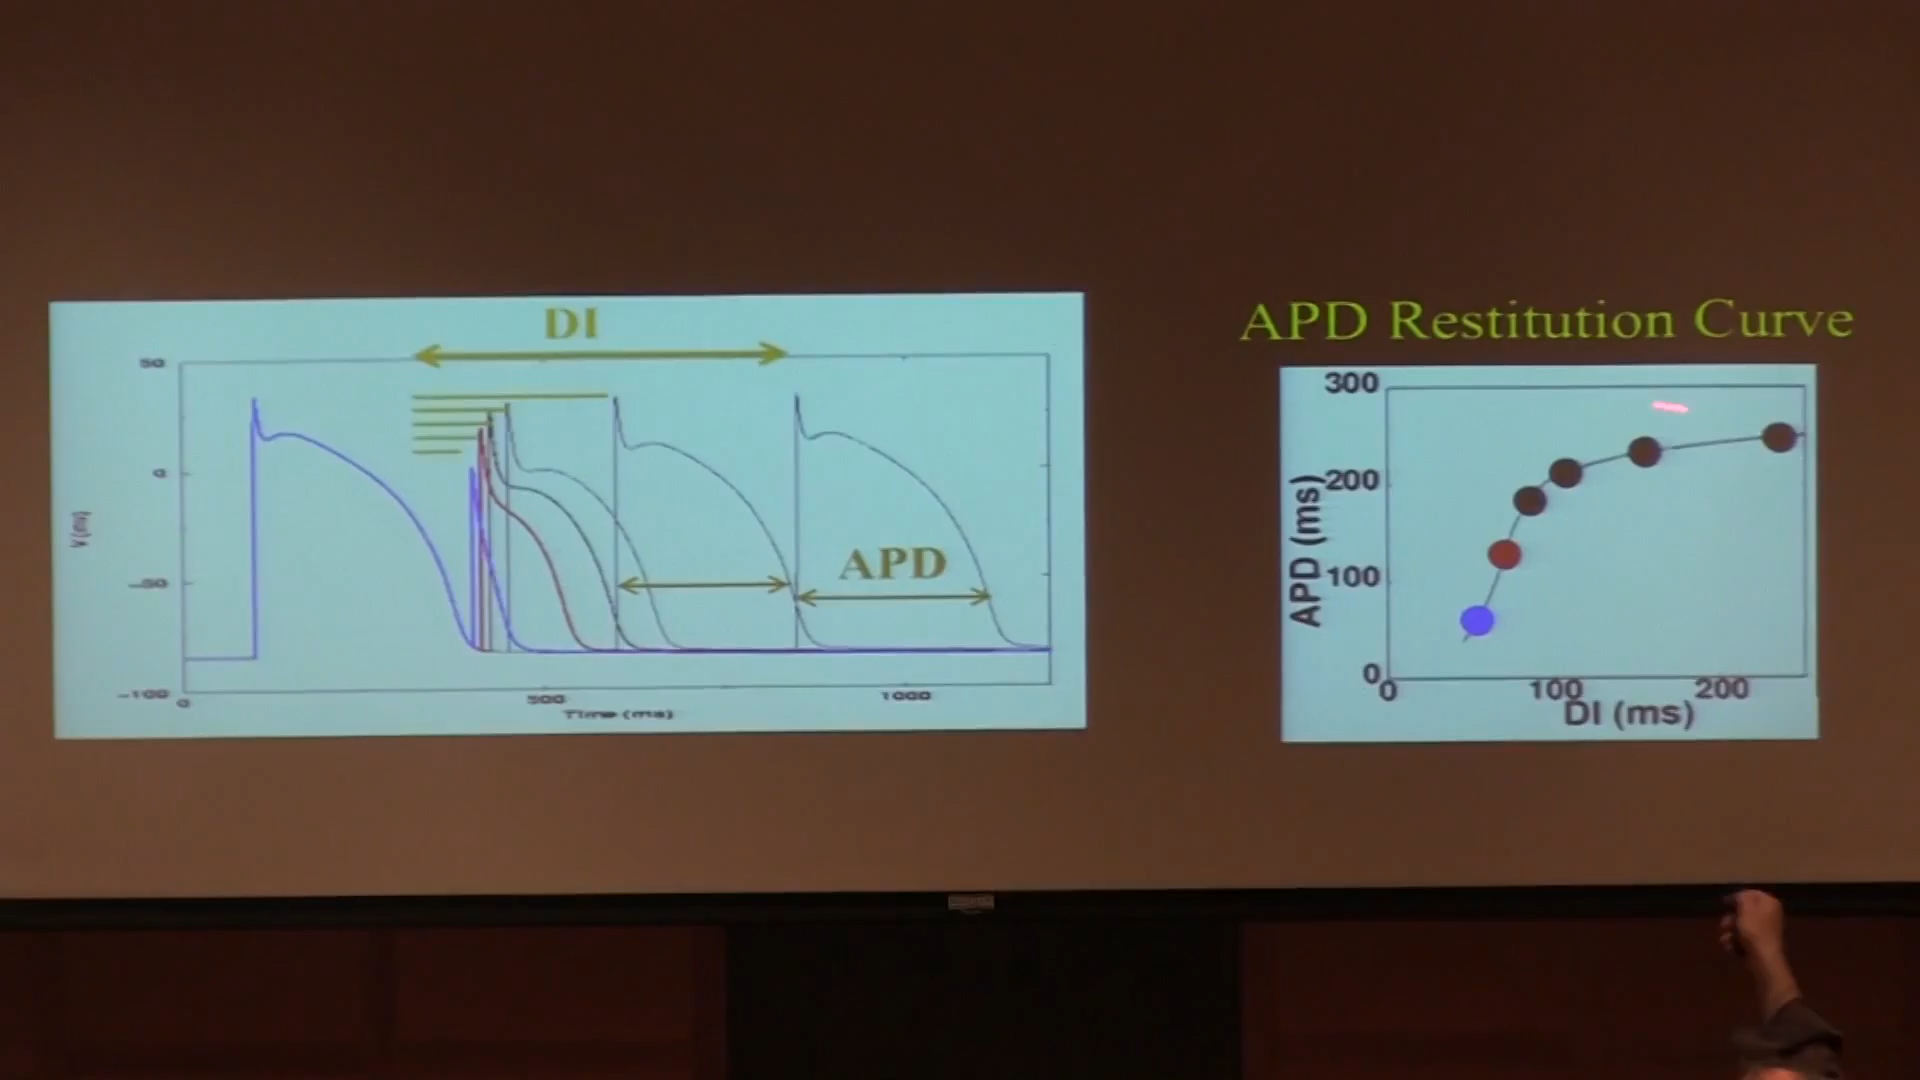 DI
50
0
-50
-100
V(mV)
APD
0
500
1000
Time (ms)
APD Restitution Curve
300
200
100
0
APD (ms)
0
100
200
DI (ms)